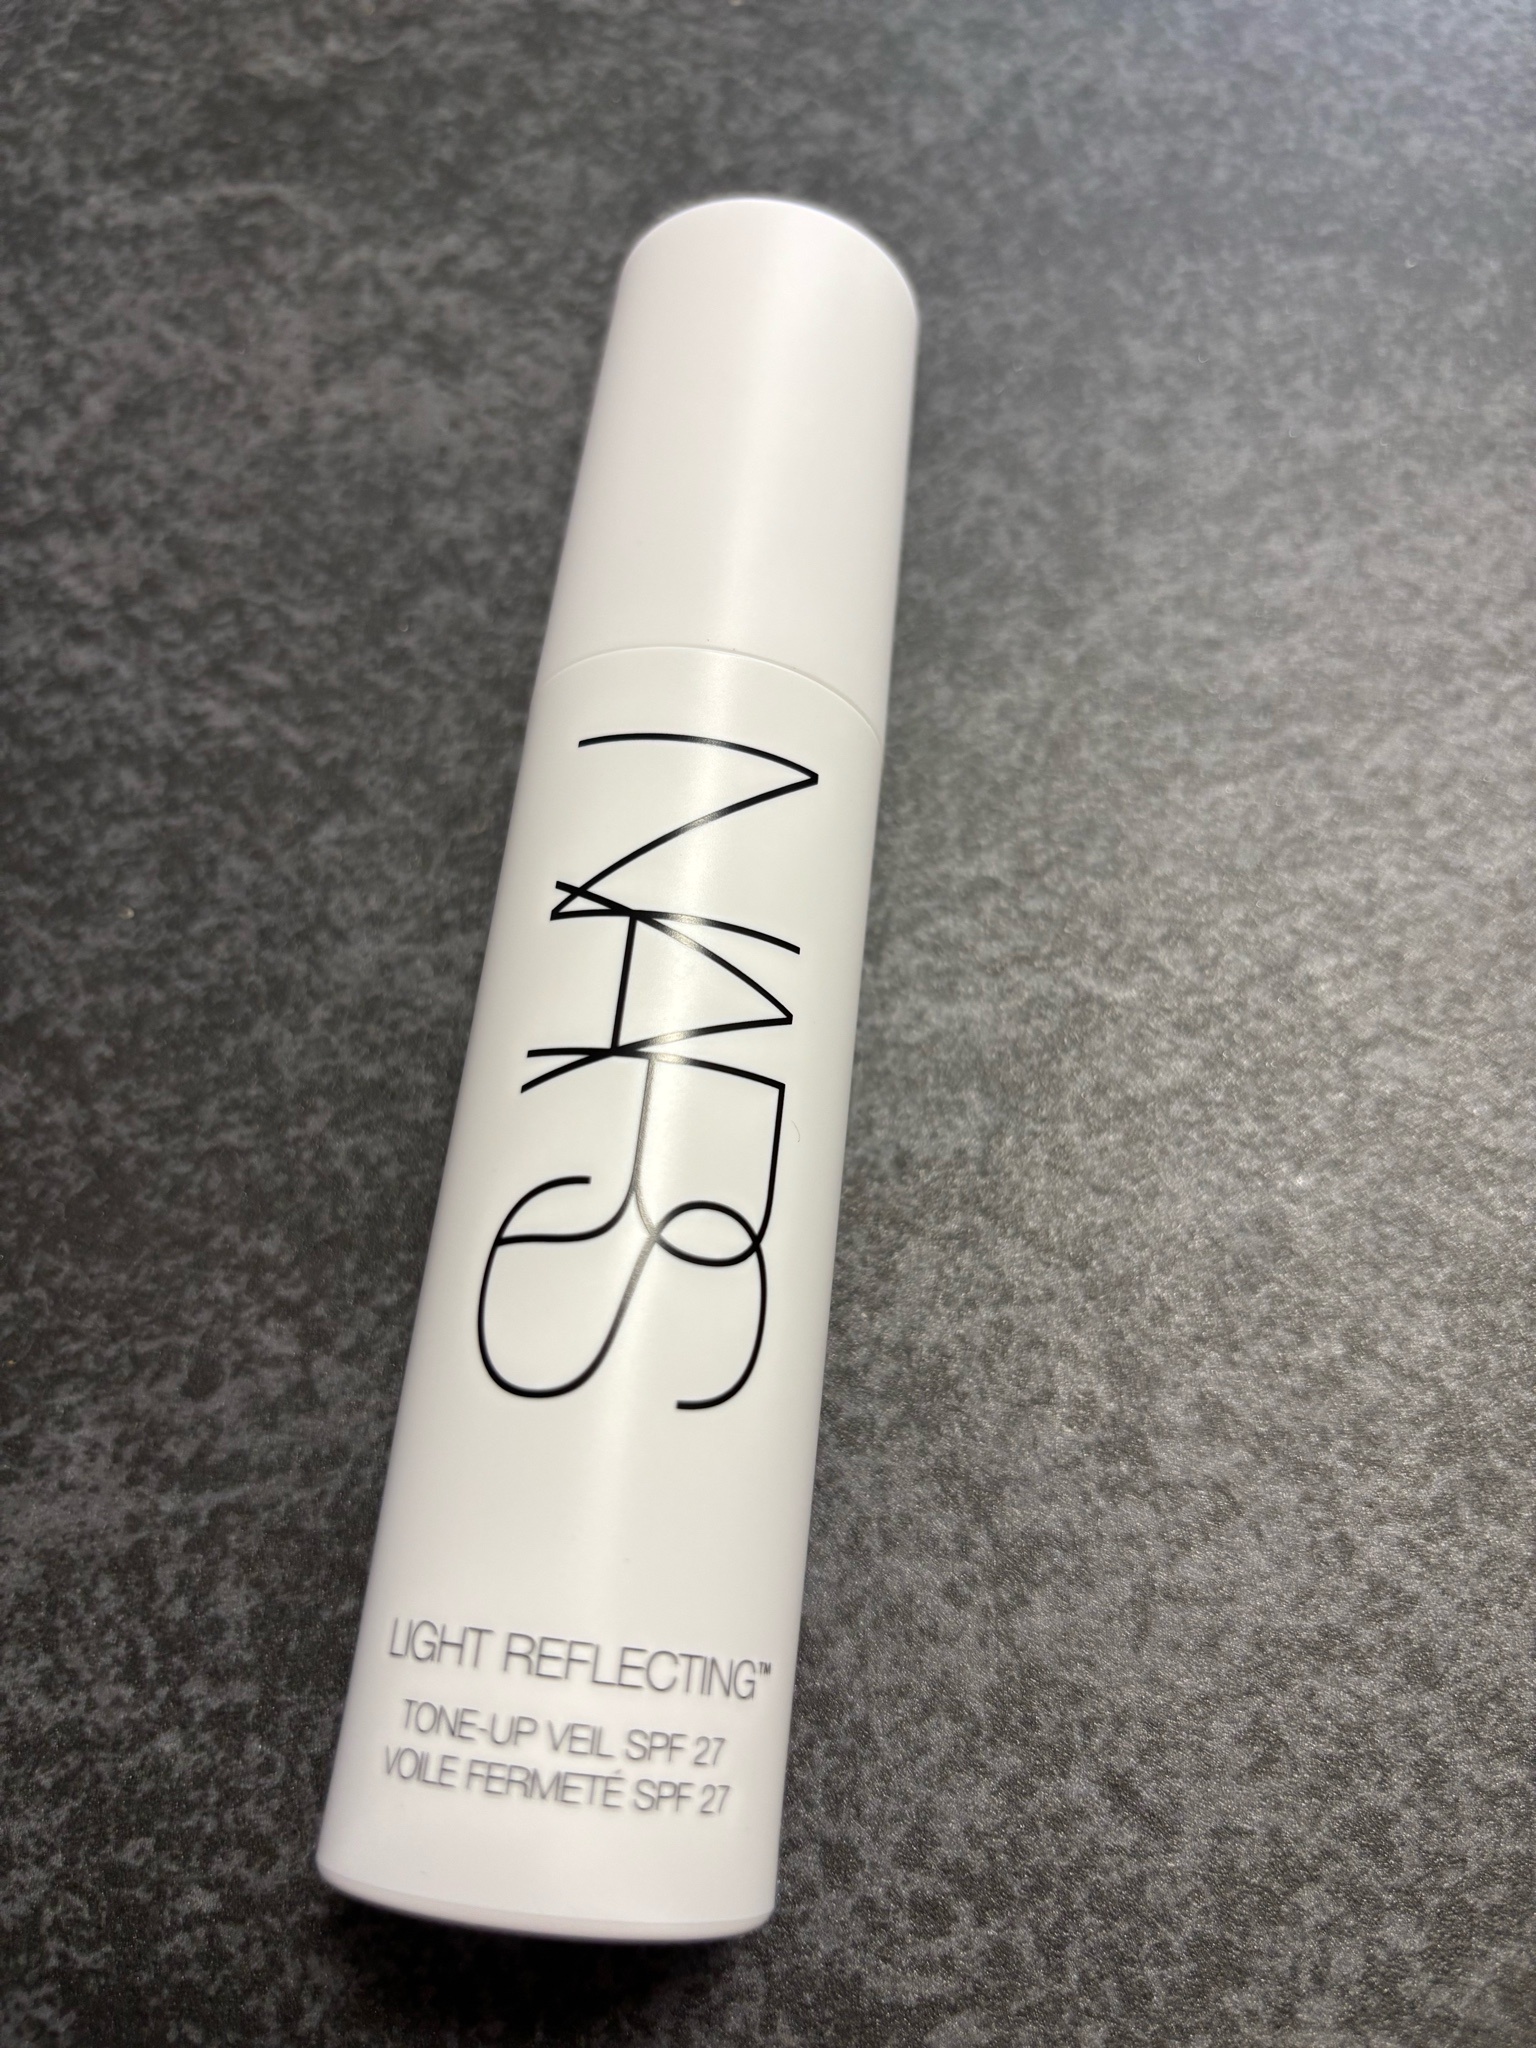 NARS
LIGHT REFLECTING™
TONE-UP VEIL SPF 27
VOILE FERMETÉ SPF 27